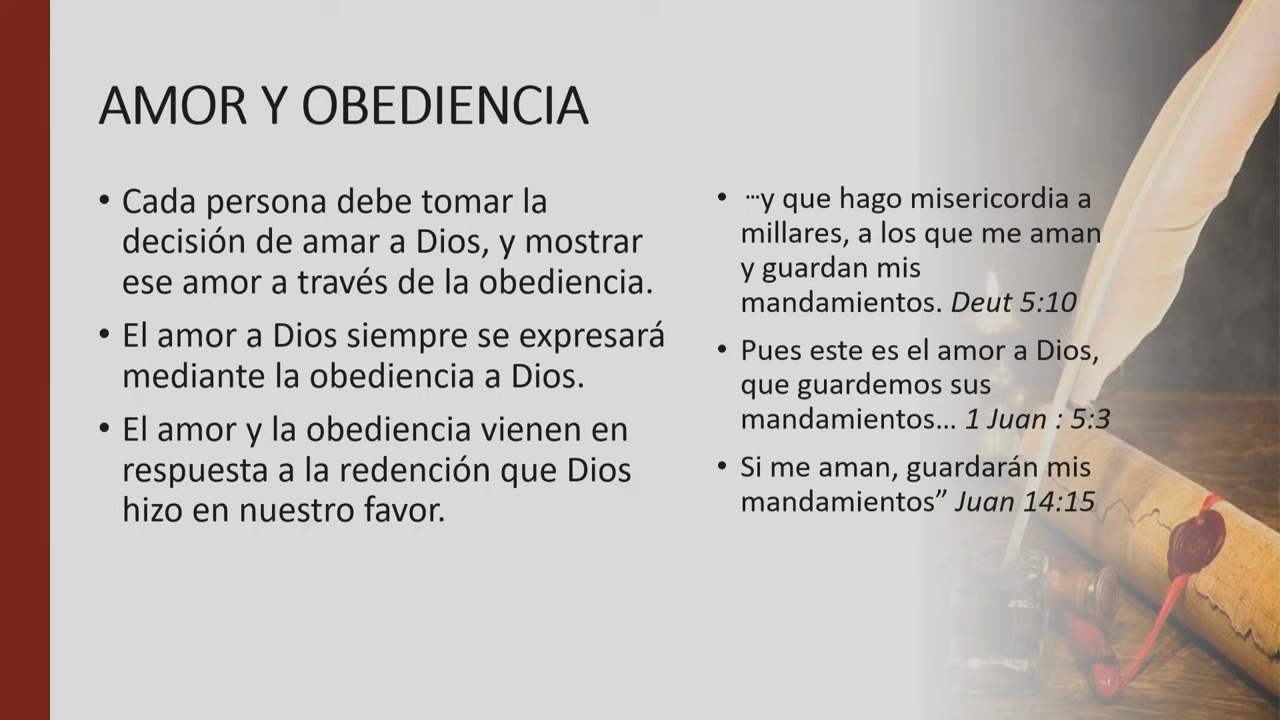 AMOR Y OBEDIENCIA
• Cada persona debe tomar la
decisión de amar a Dios, y mostrar
ese amor a través de la obediencia.
• El amor a Dios siempre se expresará
mediante la obediencia a Dios.
• El amor y la obediencia vienen en
respuesta a la redención que Dios
hizo en nuestro favor.
• …y que hago misericordia a
millares, a los que me aman
y guardan mis
mandamientos. Deut 5:10
• Pues este es el amor a Dios,
que guardemos sus
mandamientos… 1 Juan : 5:3
• Si me aman, guardarán mis
mandamientos” Juan 14:15